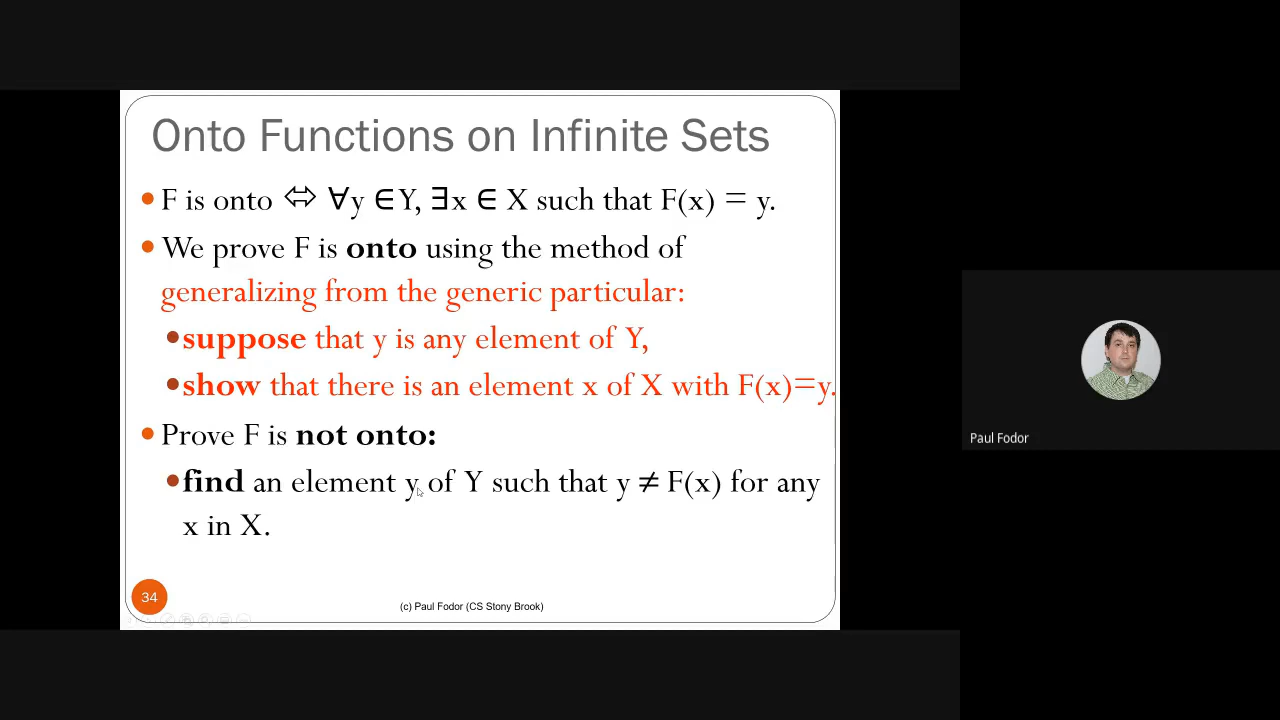 Onto Functions on Infinite Sets
•F is onto ⇔ ∀y ∈Y, ∃x ∈ X such that F(x) = y.
•We prove F is onto using the method of
generalizing from the generic particular:
•suppose that y is any element of Y,
•show that there is an element x of X with F(x)=y.
•Prove F is not onto:
•find an element y of Y such that y ≠ F(x) for any
x in X.
34
(c) Paul Fodor (CS Stony Brook)
Paul Fodor